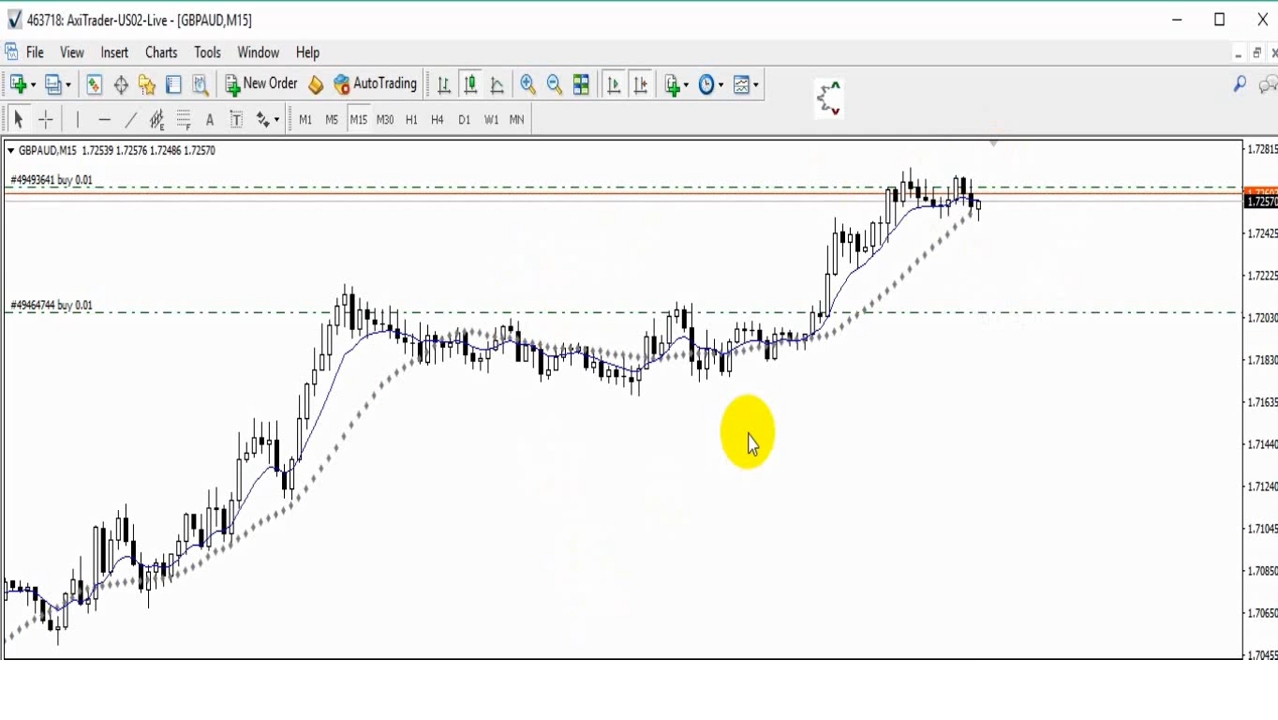 463718: AxiTrader-US02-Live - [GBPAUD,M15]
File View Insert Charts Tools Window Help
New Order AutoTrading
A T M1 M5 M15 M30 H1 H4 D1 W1 MN
GBPAUD,M15 1.72539 1.72576 1.72486 1.72570
1.72815
#49493641 buy 0.01
1.72570
1.72425
1.72225
#49464744 buy 0.01
1.72030
1.71830
1.71635
1.71440
1.71240
1.71045
1.70850
1.70650
1.70455